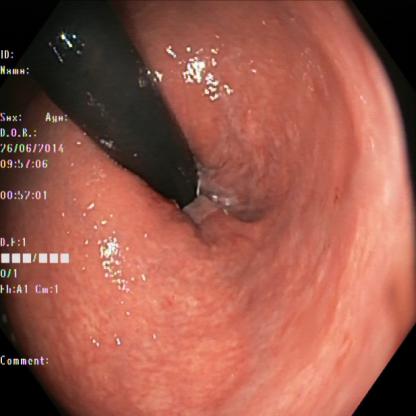 ID:
Name:
Sex: Age:
D.O.B.:
26/06/2014
09:57:06
00:57:01
D.F:1
■■■/■■■
0/1
Eh:A1 Cm:1
Comment: